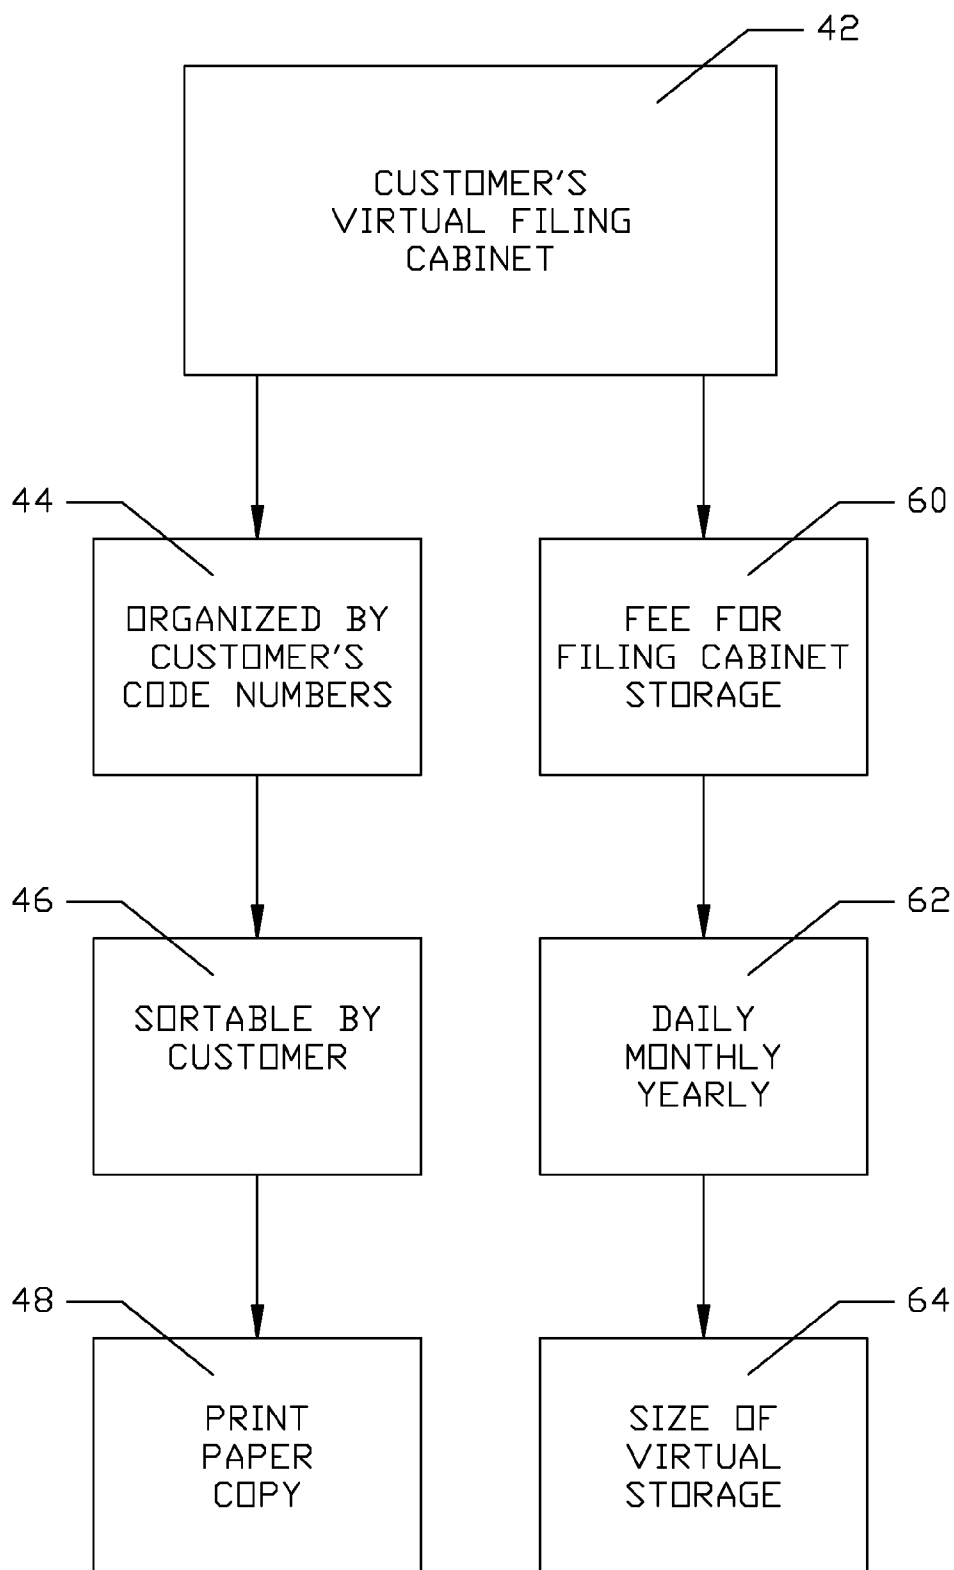 42
CUSTOMER'S
VIRTUAL FILING
CABINET
44
ORGANIZED BY
CUSTOMER'S
CODE NUMBERS
60
FEE FOR
FILING CABINET
STORAGE
46
SORTABLE BY
CUSTOMER
62
DAILY
MONTHLY
YEARLY
48
PRINT
PAPER
COPY
64
SIZE OF
VIRTUAL
STORAGE